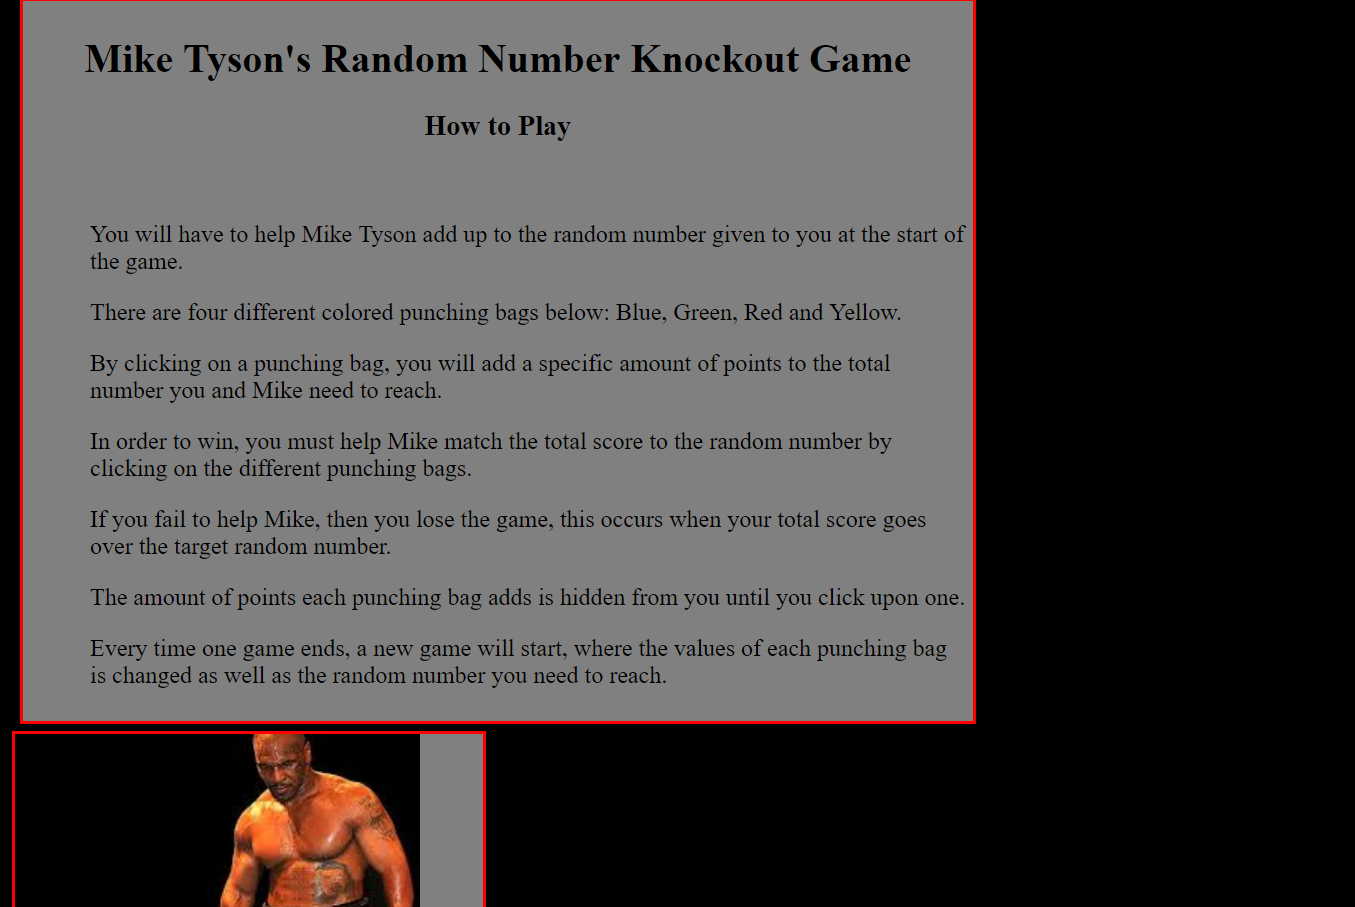 Mike Tyson's Random Number Knockout Game
How to Play
You will have to help Mike Tyson add up to the random number given to you at the start of
the game.
There are four different colored punching bags below: Blue, Green, Red and Yellow.
By clicking on a punching bag, you will add a specific amount of points to the total
number you and Mike need to reach.
In order to win, you must help Mike match the total score to the random number by
clicking on the different punching bags.
If you fail to help Mike, then you lose the game, this occurs when your total score goes
over the target random number.
The amount of points each punching bag adds is hidden from you until you click upon one.
Every time one game ends, a new game will start, where the values of each punching bag
is changed as well as the random number you need to reach.